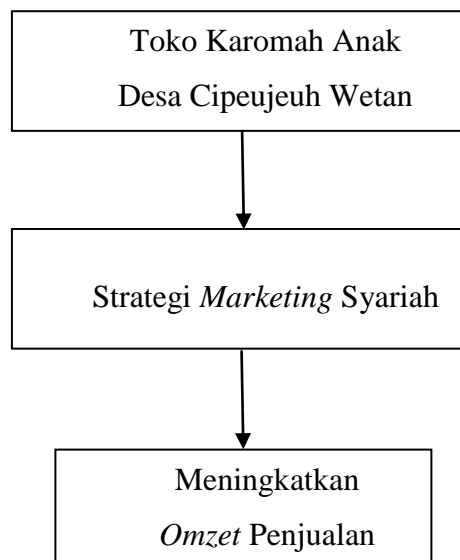 Toko Karomah Anak
Desa Cipeujeuh Wetan
Strategi Marketing Syariah
Meningkatkan
Omzet Penjualan